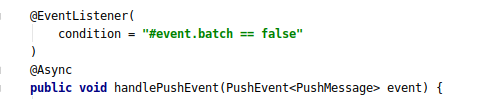 @EventListener(
condition = "#event.batch == false"
)
@Async
public void handlePushEvent(PushEvent<PushMessage> event) {